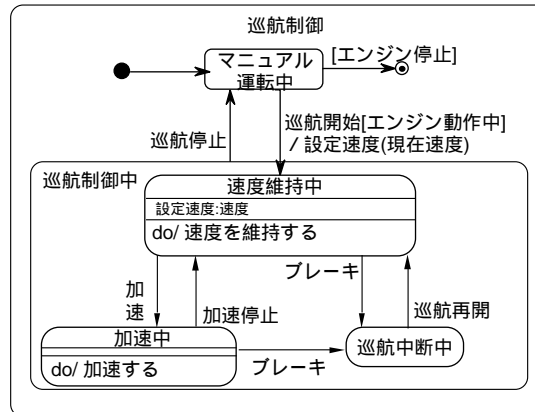 巡航制御
マニュアル
運転中
[エンジン停止]
巡航停止
巡航開始[エンジン動作中]
/ 設定速度(現在速度)
巡航制御中
速度維持中
設定速度:速度
do/ 速度を維持する
加
速
加速停止
ブレーキ
巡航再開
加速中
do/ 加速する
ブレーキ
巡航中断中